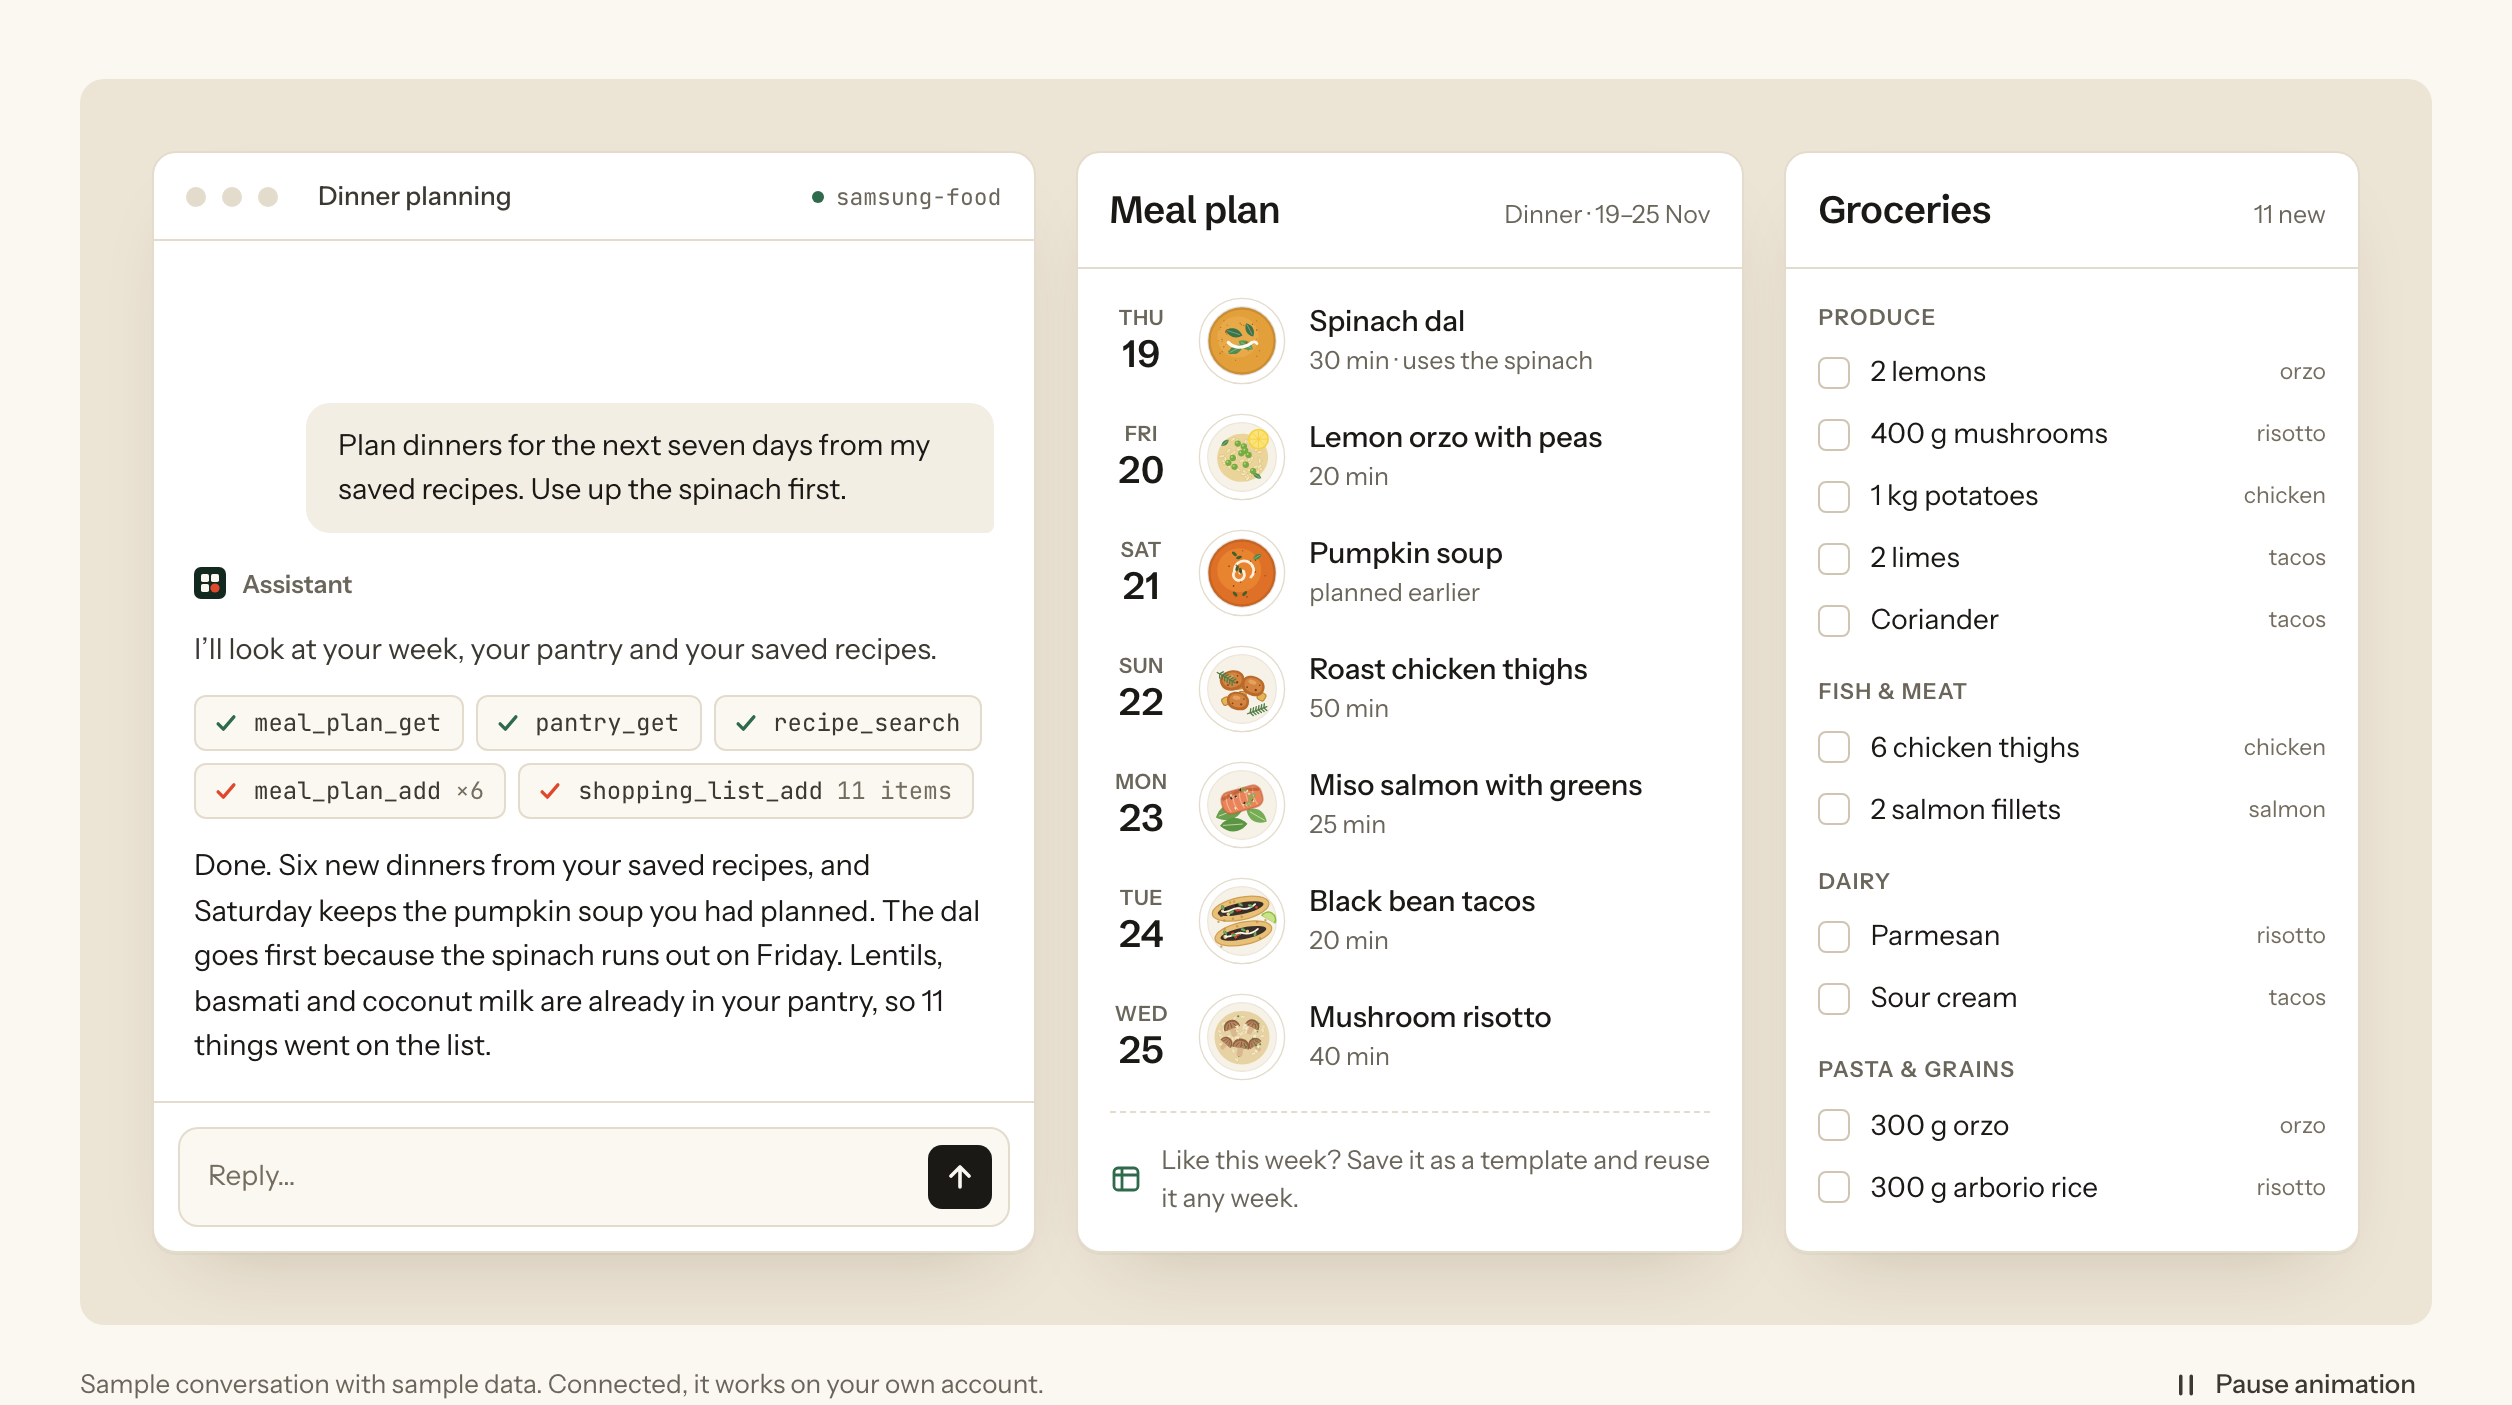 Dinner planning
samsung-food
Plan dinners for the next seven days from my
saved recipes. Use up the spinach first.
Assistant
I’ll look at your week, your pantry and your saved recipes.
meal_plan_get
pantry_get
recipe_search
meal_plan_add ×6
shopping_list_add 11 items
Done. Six new dinners from your saved recipes, and
Saturday keeps the pumpkin soup you had planned. The dal
goes first because the spinach runs out on Friday. Lentils,
basmati and coconut milk are already in your pantry, so 11
things went on the list.
Reply...
Meal plan
Dinner · 19–25 Nov
THU
19
Spinach dal
30 min · uses the spinach
FRI
20
Lemon orzo with peas
20 min
SAT
21
Pumpkin soup
planned earlier
SUN
22
Roast chicken thighs
50 min
MON
23
Miso salmon with greens
25 min
TUE
24
Black bean tacos
20 min
WED
25
Mushroom risotto
40 min
Like this week? Save it as a template and reuse
it any week.
Groceries
11 new
PRODUCE
2 lemons
orzo
400 g mushrooms
risotto
1 kg potatoes
chicken
2 limes
tacos
Coriander
tacos
FISH & MEAT
6 chicken thighs
chicken
2 salmon fillets
salmon
DAIRY
Parmesan
risotto
Sour cream
tacos
PASTA & GRAINS
300 g orzo
orzo
300 g arborio rice
risotto
Sample conversation with sample data. Connected, it works on your own account.
Pause animation